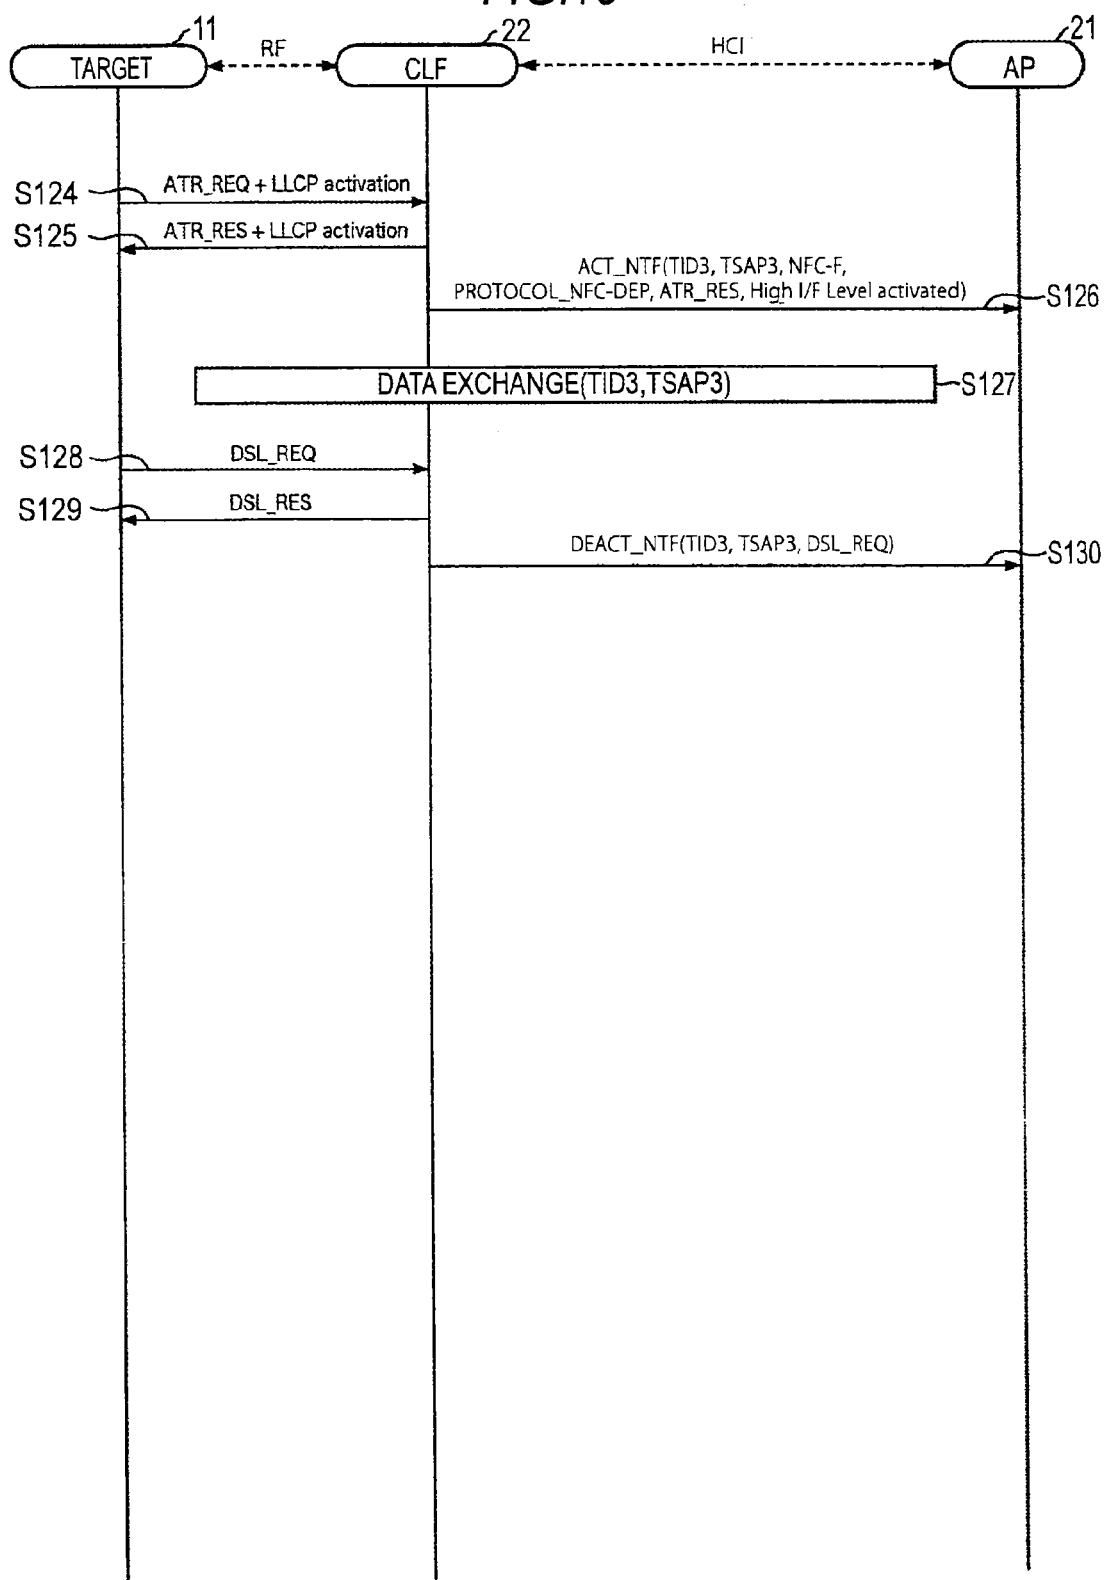 11
22
21
TARGET
RF
CLF
HCI
AP
S124
ATR_REQ + LLCP activation
S125
ATR_RES + LLCP activation
ACT_NTF(TID3, TSAP3, NFC-F,
PROTOCOL_NFC-DEP, ATR_RES, High I/F Level activated)
S126
DATA EXCHANGE(TID3,TSAP3)
S127
S128
DSL_REQ
S129
DSL_RES
DEACT_NTF(TID3, TSAP3, DSL_REQ)
S130